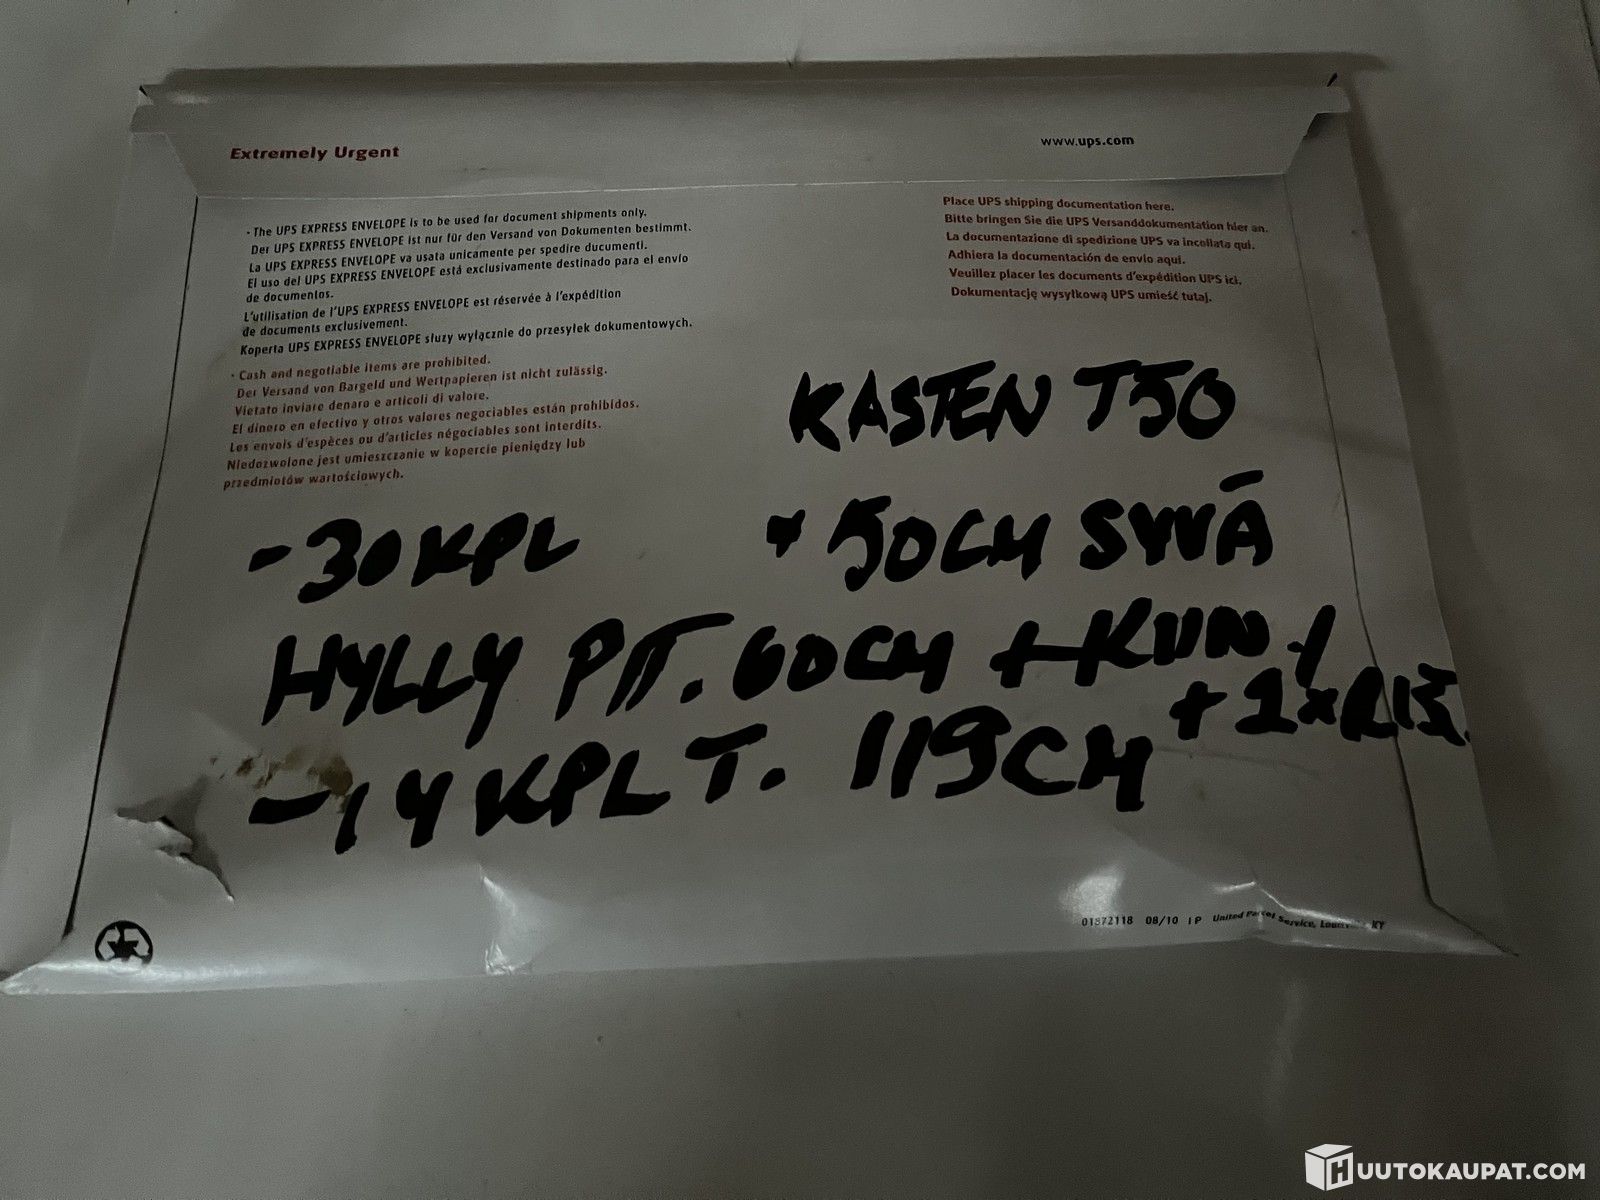 Extremely Urgent
www.ups.com
· The UPS EXPRESS ENVELOPE is to be used for document shipments only.
Der UPS EXPRESS ENVELOPE ist nur für den Versand von Dokumenten bestimmt.
La UPS EXPRESS ENVELOPE va usata unicamente per spedire ducumenti.
El uso del UPS EXPRESS ENVELOPE está exclusivamente destinado para el envío
de documentos.
L'utilisation de l'UPS EXPRESS ENVELOPE est réservée à l'expédition
de documents exclusivement.
Koperta UPS EXPRESS ENVELOPE służy wyłącznie do przesyłek dokumentowych.
· Cash and negotiable items are prohibited.
Der Versand von Bargeld und Wertpapieren ist nicht zulässig.
Vietato inviare denaro e articoli di valore.
El dinero en efectivo y otros valores negociables están prohibidos.
Les envois d'espèces ou d'articles négociables sont interdits.
Niedozwolone jest umieszczanie w kopercie pieniędzy lub
przedmiotów wartościowych.
Place UPS shipping documentation here.
Bitte bringen Sie die UPS Versanddokumentation hier an.
La documentazione di spedizione UPS va incollata qui.
Adhiera la documentación de envío aqui.
Veuillez placer les documents d'expédition UPS ici.
Dokumentację wysyłkową UPS umieść tutaj.
KASTEN T50
-30KPL + 50CM SYVÄ
HYLLY PIT. 60CM +KUN
-14KPL T. 119CM
01872118 08/10 IP United Parcel Service, Louisville, KY
HUUTOKAUPAT.COM